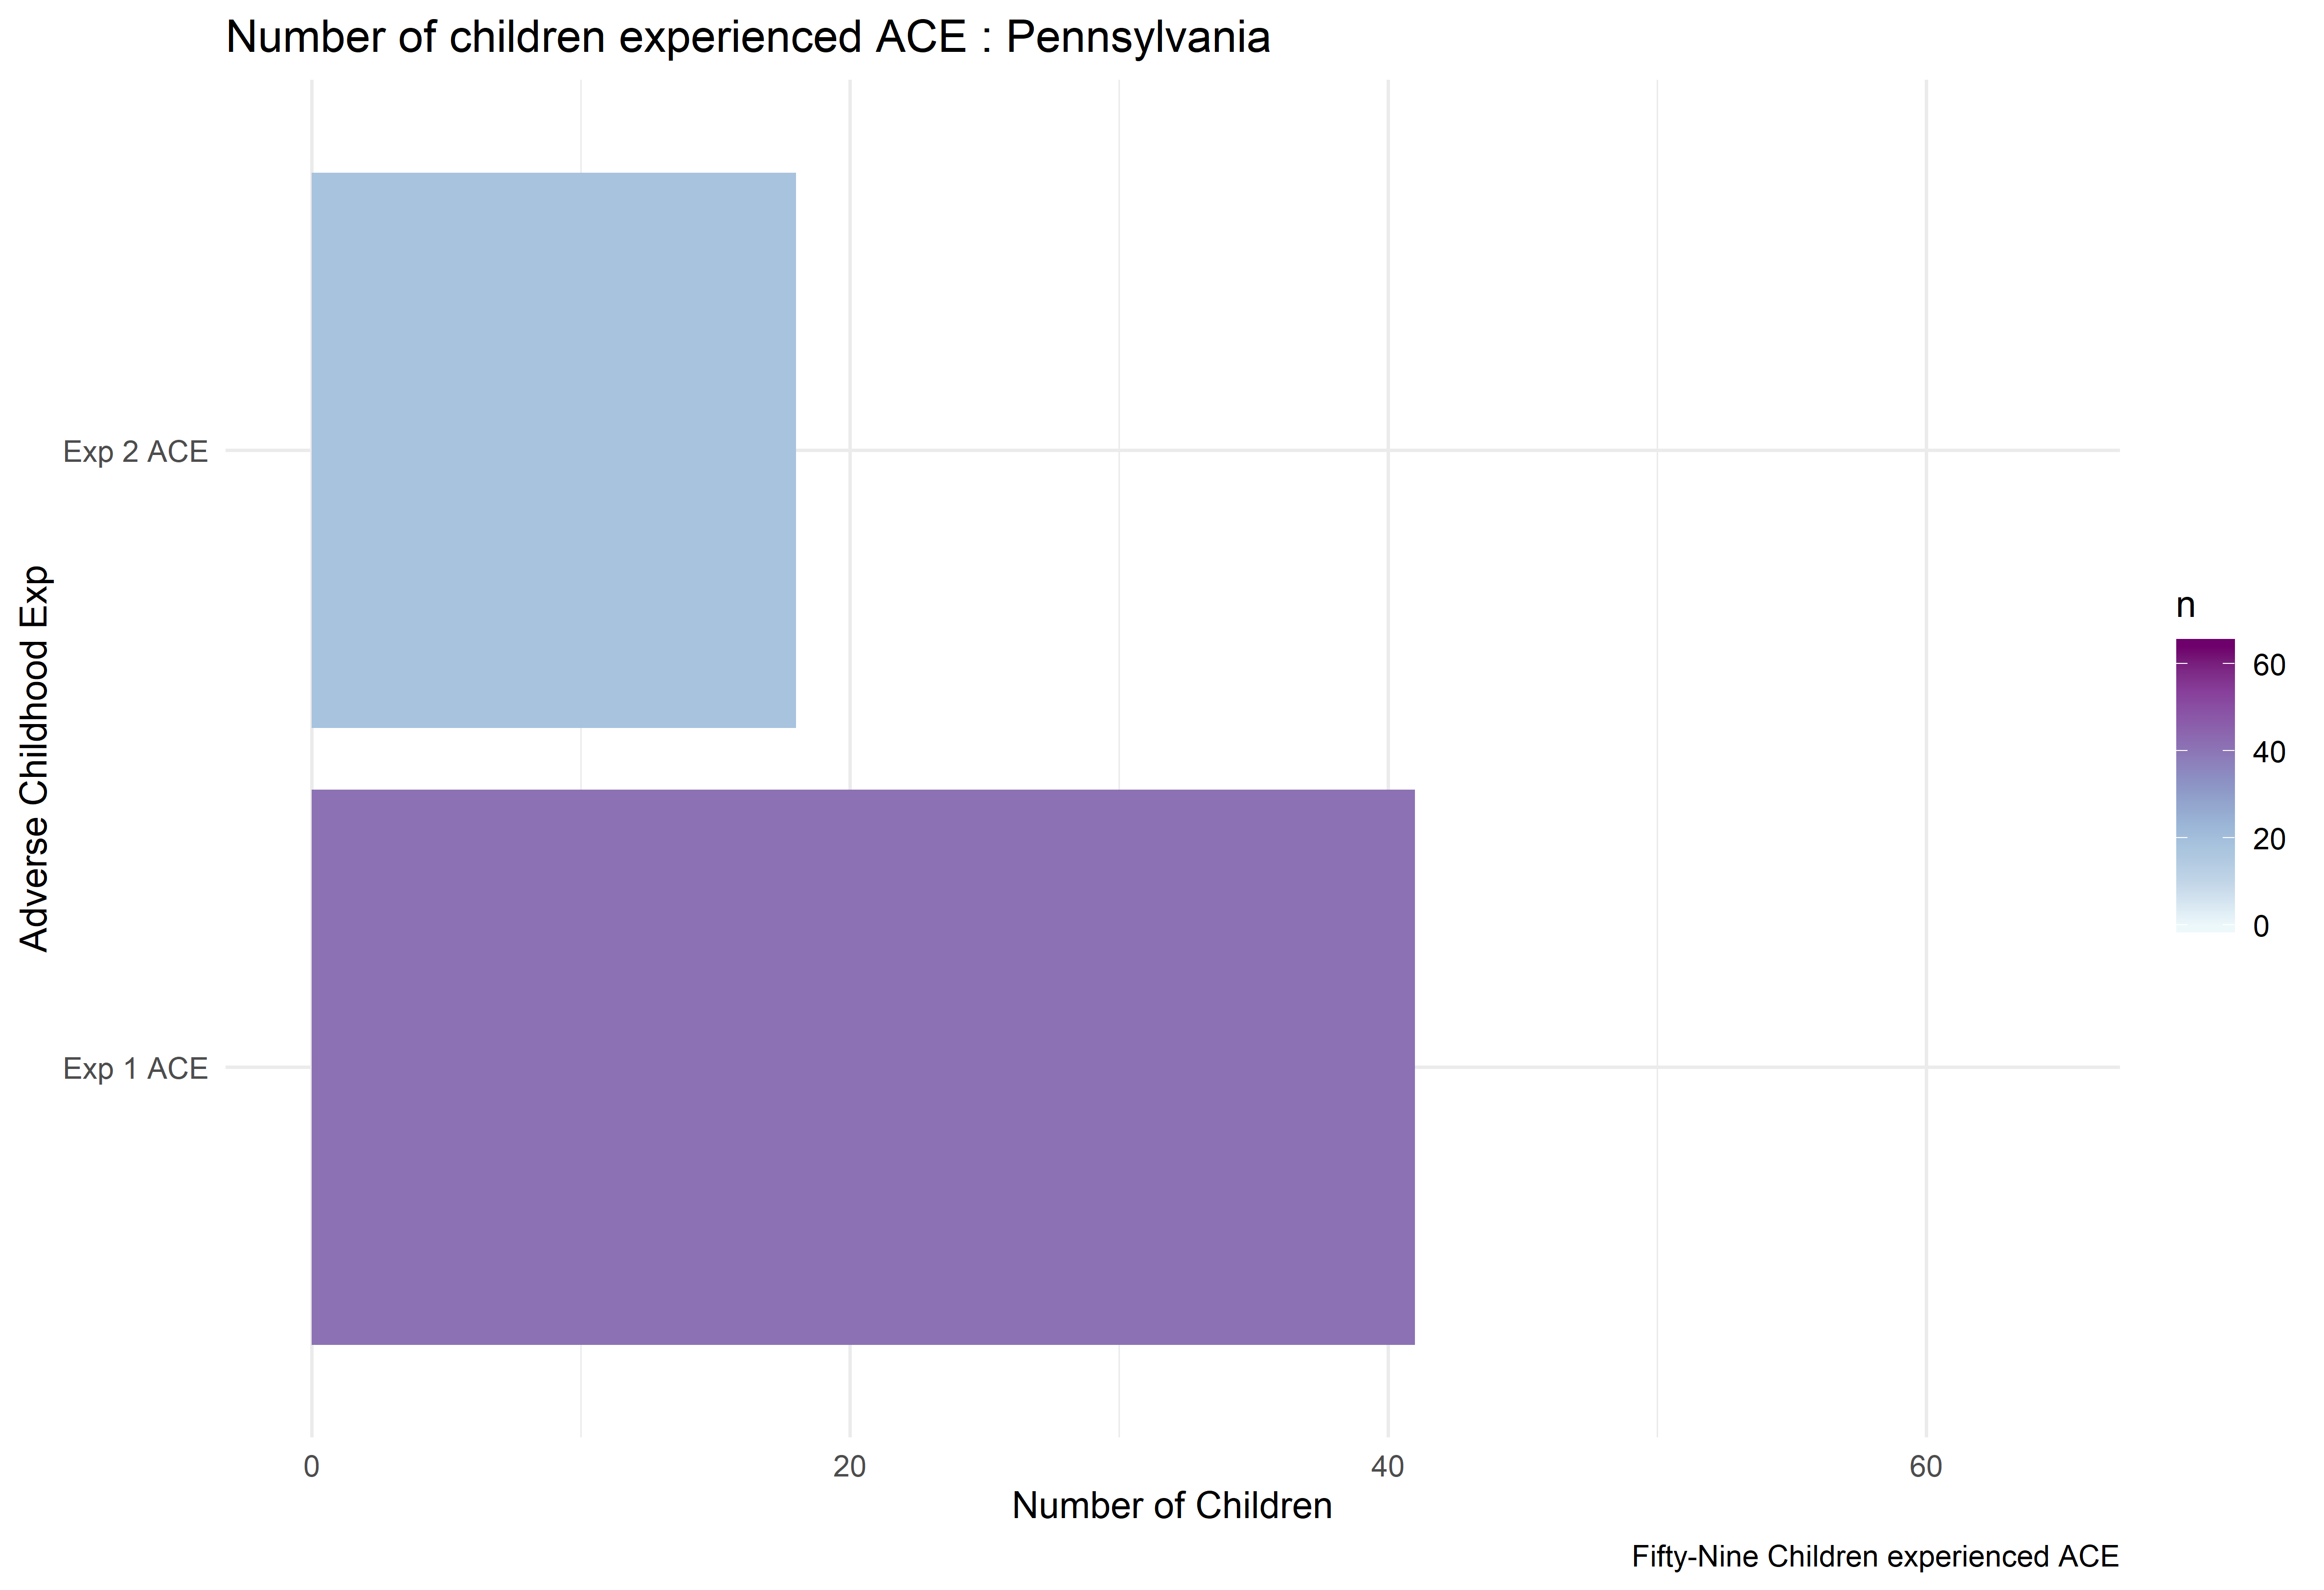 Number of children experienced ACE : Pennsylvania
Adverse Childhood Exp
Exp 2 ACE
Exp 1 ACE
0
20
40
60
Number of Children
n
60
40
20
0
Fifty-Nine Children experienced ACE